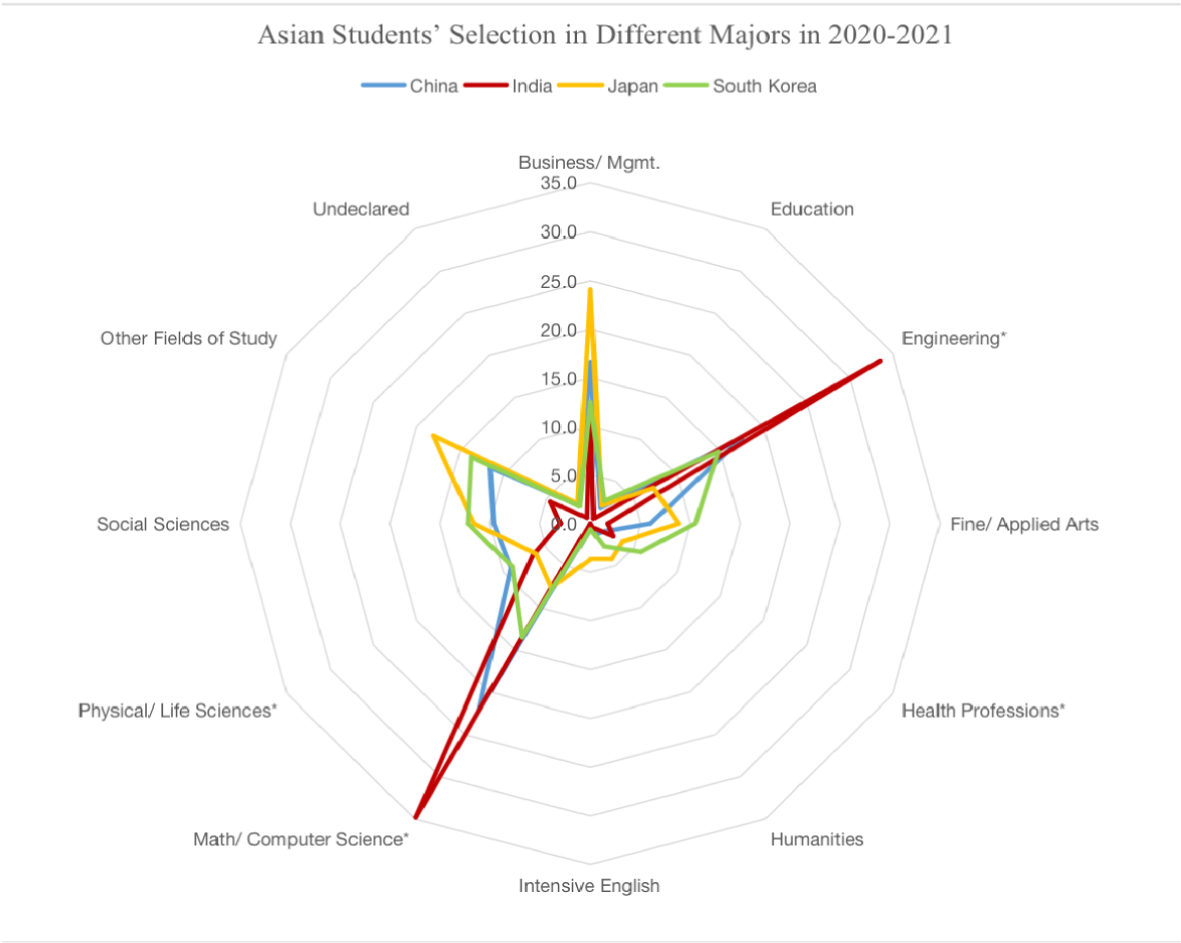 Asian Students’ Selection in Different Majors in 2020-2021
China India Japan South Korea
Business/ Mgmt.
35.0
Undeclared
Education
30.0
25.0
Other Fields of Study
20.0
Engineering*
15.0
10.0
5.0
Social Sciences
0.0
Fine/ Applied Arts
Physical/ Life Sciences*
Health Professions*
Math/ Computer Science*
Humanities
Intensive English